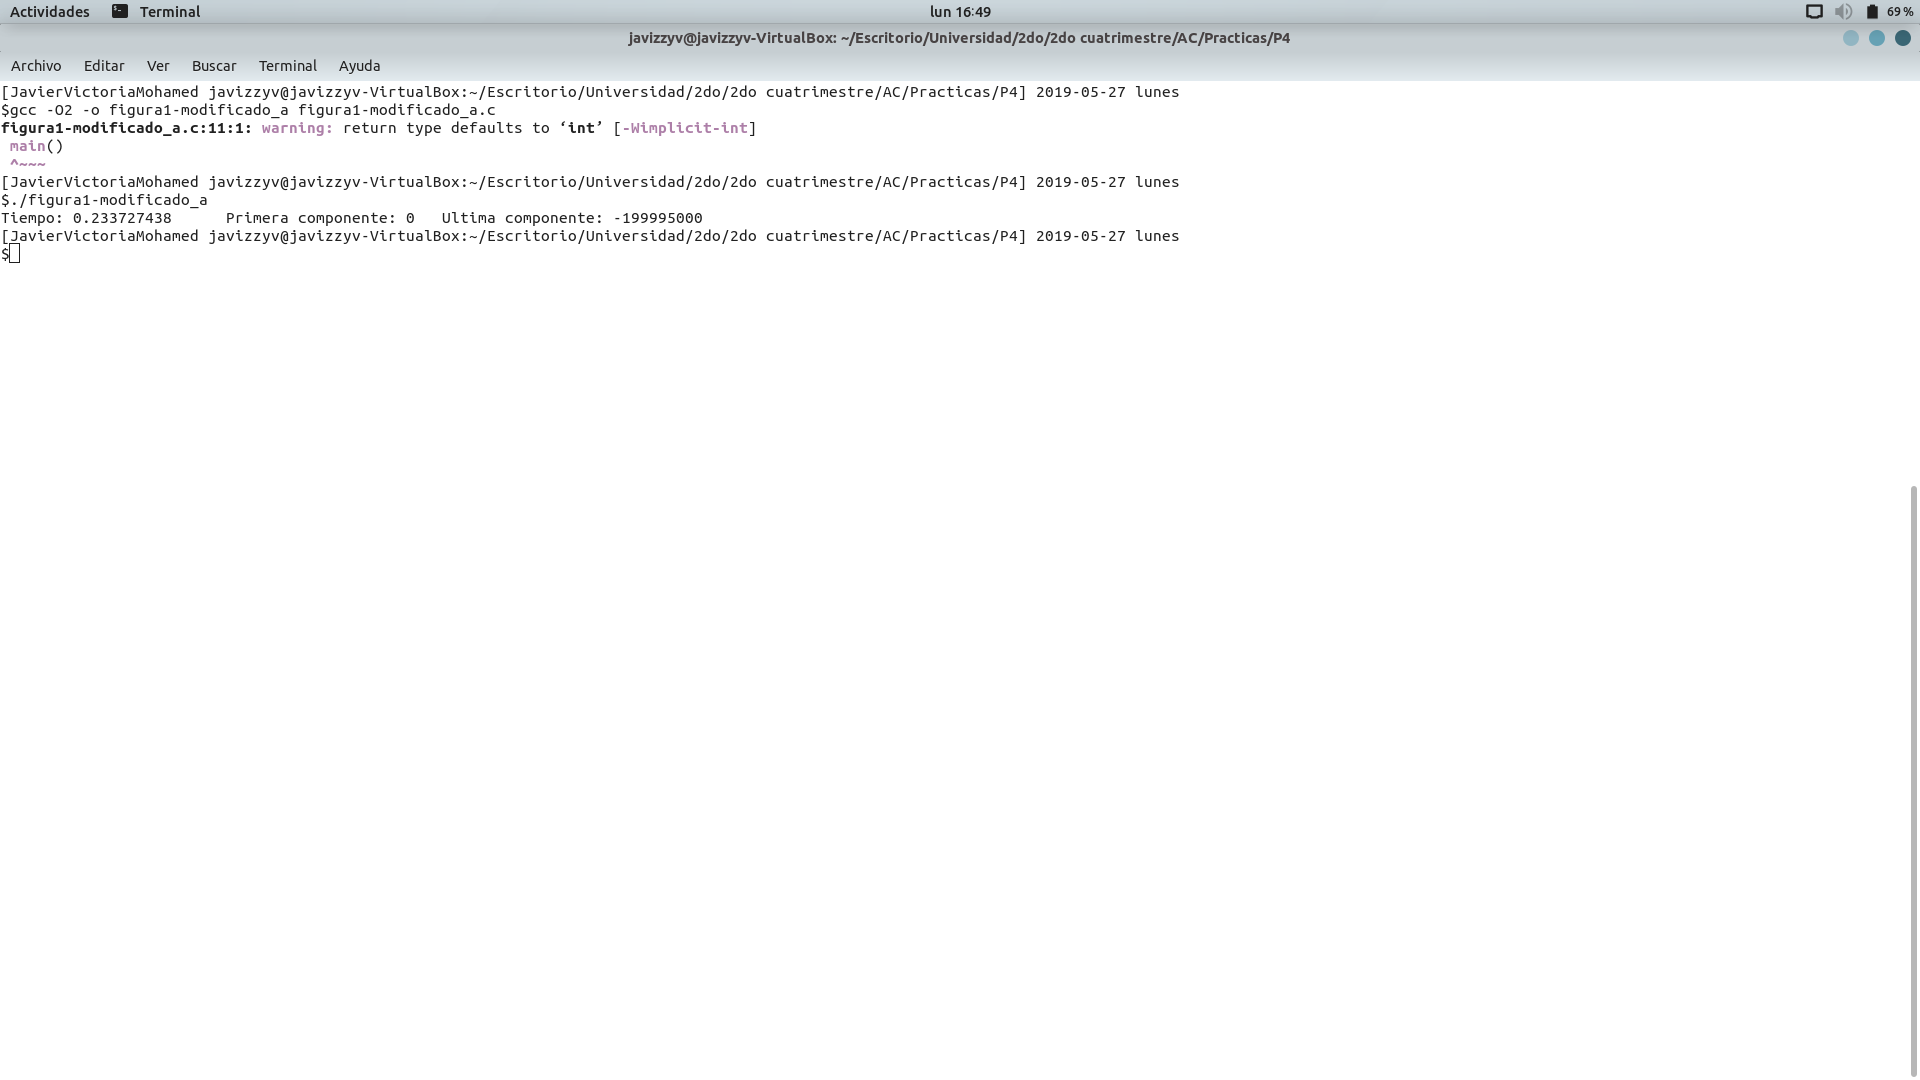 Actividades Terminal lun 16:49 69 %
javizzyv@javizzyv-VirtualBox: ~/Escritorio/Universidad/2do/2do cuatrimestre/AC/Practicas/P4
Archivo Editar Ver Buscar Terminal Ayuda
[JavierVictoriaMohamed javizzyv@javizzyv-VirtualBox:~/Escritorio/Universidad/2do/2do cuatrimestre/AC/Practicas/P4] 2019-05-27 lunes
$gcc -O2 -o figura1-modificado_a figura1-modificado_a.c
figura1-modificado_a.c:11:1: warning: return type defaults to ‘int’ [-Wimplicit-int]
main()
^~~~
[JavierVictoriaMohamed javizzyv@javizzyv-VirtualBox:~/Escritorio/Universidad/2do/2do cuatrimestre/AC/Practicas/P4] 2019-05-27 lunes
$./figura1-modificado_a
Tiempo: 0.233727438 Primera componente: 0 Ultima componente: -199995000
[JavierVictoriaMohamed javizzyv@javizzyv-VirtualBox:~/Escritorio/Universidad/2do/2do cuatrimestre/AC/Practicas/P4] 2019-05-27 lunes
$